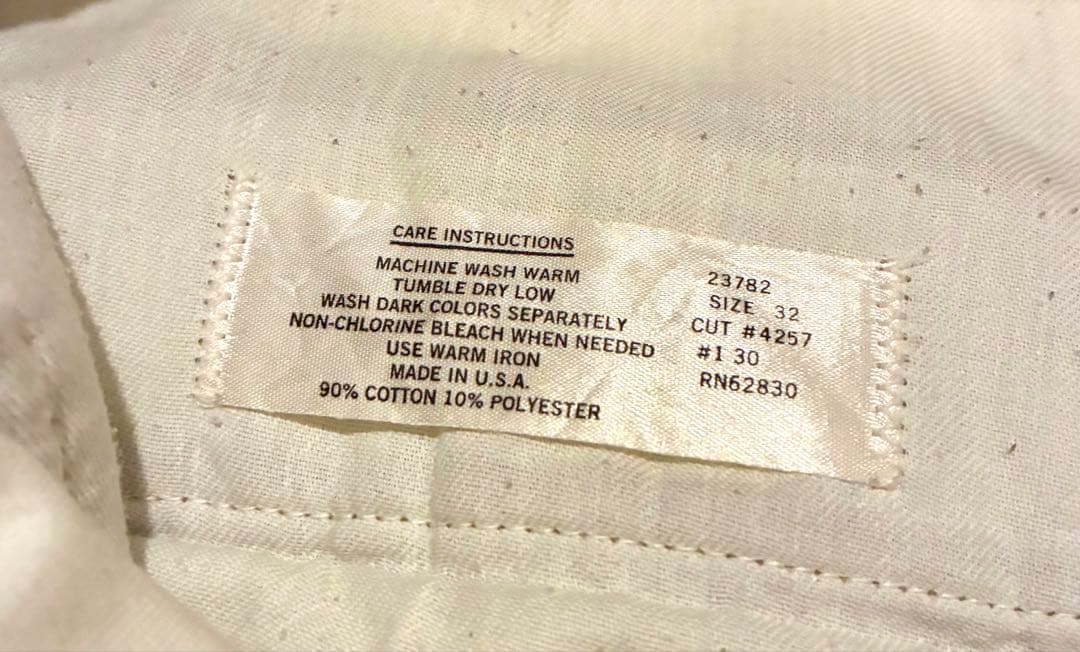 CARE INSTRUCTIONS
MACHINE WASH WARM
TUMBLE DRY LOW
WASH DARK COLORS SEPARATELY
NON-CHLORINE BLEACH WHEN NEEDED
USE WARM IRON
MADE IN U.S.A.
90% COTTON 10% POLYESTER
23782
SIZE 32
CUT #4257
#1 30
RN62830